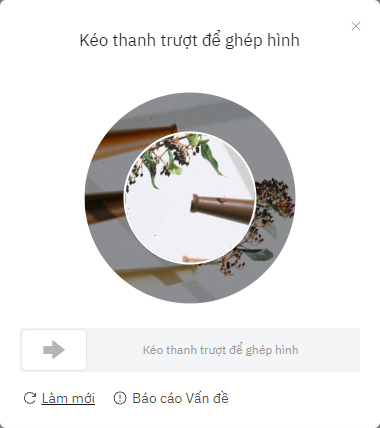 Kéo thanh trượt để ghép hình
Kéo thanh trượt để ghép hình
Làm mới Báo cáo Vấn đề